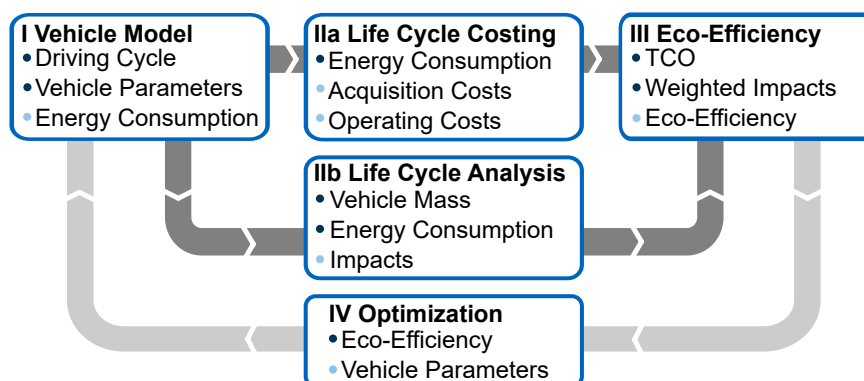 I Vehicle Model
• Driving Cycle
• Vehicle Parameters
• Energy Consumption
IIa Life Cycle Costing
• Energy Consumption
• Acquisition Costs
• Operating Costs
III Eco-Efficiency
• TCO
• Weighted Impacts
• Eco-Efficiency
IIb Life Cycle Analysis
• Vehicle Mass
• Energy Consumption
• Impacts
IV Optimization
• Eco-Efficiency
• Vehicle Parameters